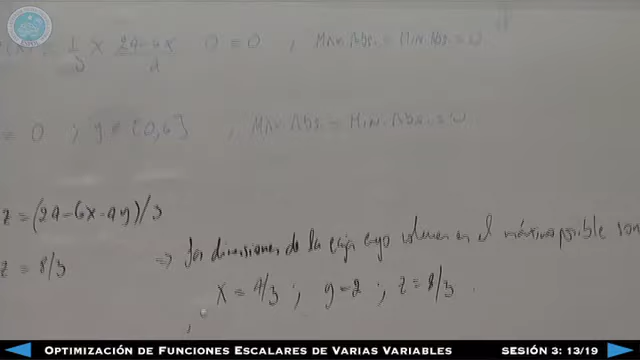 0 = 0 ; Max. Abs. = Min. Abs. = 0
= 0 ; y = [0,6] , Max. Abs. = Min. Abs. = 0
z = (24-6x-4y)/3
z = 8/3 => Las dimensiones de la caja cuyo volumen es el máximo posible son
x = 4/3 ; y = 2 ; z = 8/3 .
OPTIMIZACIÓN DE FUNCIONES ESCALARES DE VARIAS VARIABLES SESIÓN 3: 13/19